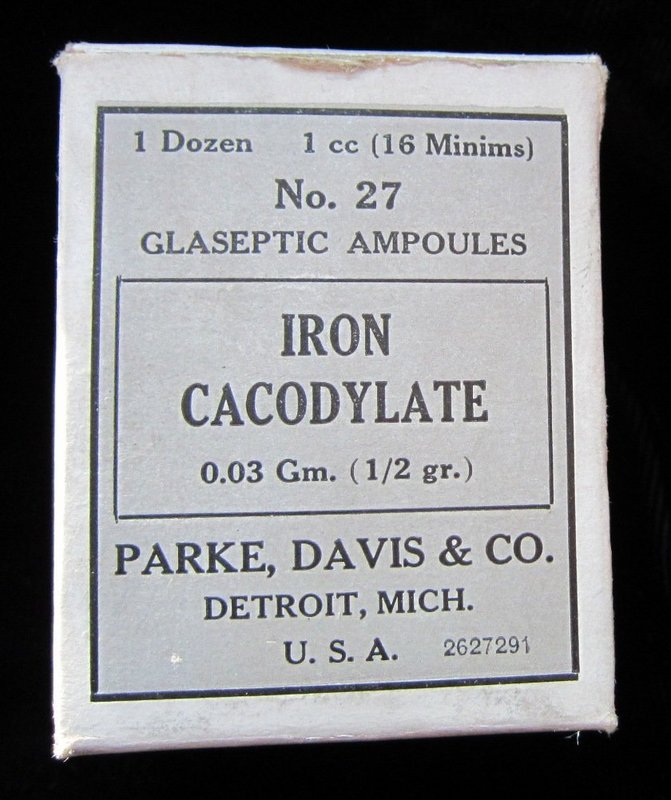 1 Dozen 1 cc (16 Minims)
No. 27
GLASEPTIC AMPOULES
IRON
CACODYLATE
0.03 Gm. (1/2 gr.)
PARKE, DAVIS & CO.
DETROIT, MICH.
U. S. A. 2627291